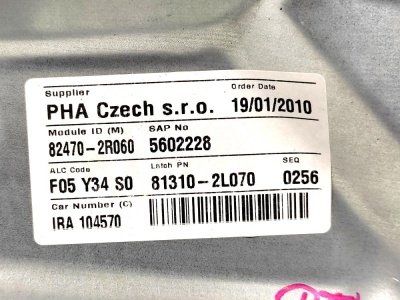 Supplier Order Date
PHA Czech s.r.o. 19/01/2010
Module ID (M) SAP No
82470-2R060 5602228
ALC Code Latch PN SEQ
F05 Y34 S0 81310-2L070 0256
Car Number (C)
IRA 104570